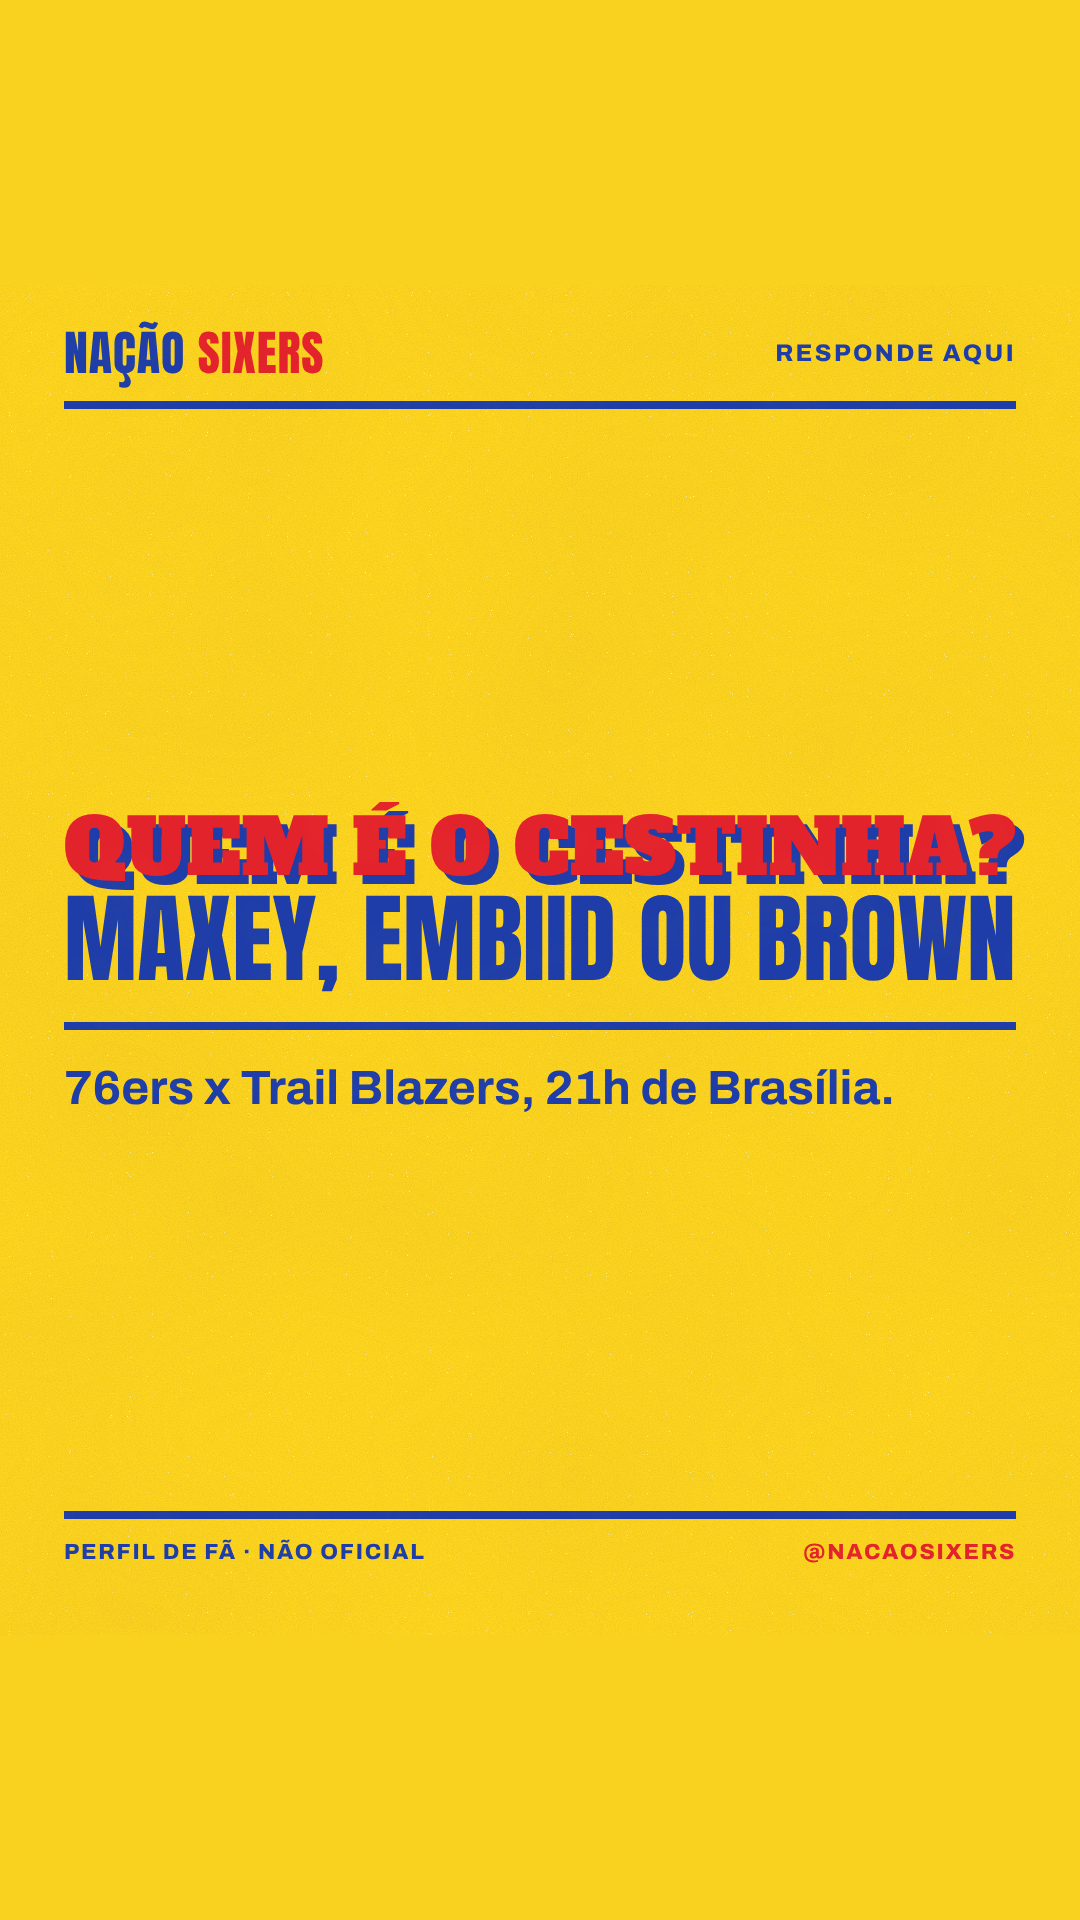 NAÇÃO SIXERS
RESPONDE AQUI
QUEM É O CESTINHA?
MAXEY, EMBIID OU BROWN
76ers x Trail Blazers, 21h de Brasília.
PERFIL DE FÃ · NÃO OFICIAL
@NACAOSIXERS